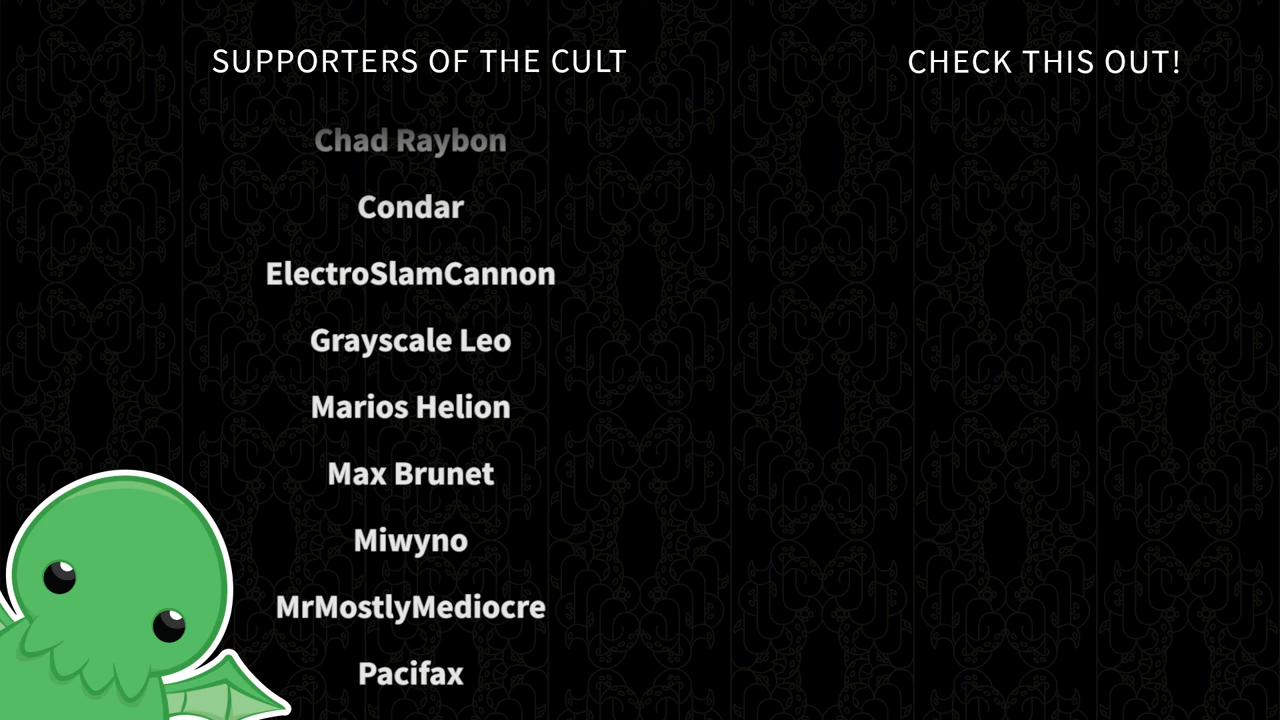 SUPPORTERS OF THE CULT
Chad Raybon
Condar
ElectroSlamCannon
Grayscale Leo
Marios Helion
Max Brunet
Miwyno
MrMostlyMediocre
Pacifax
CHECK THIS OUT!